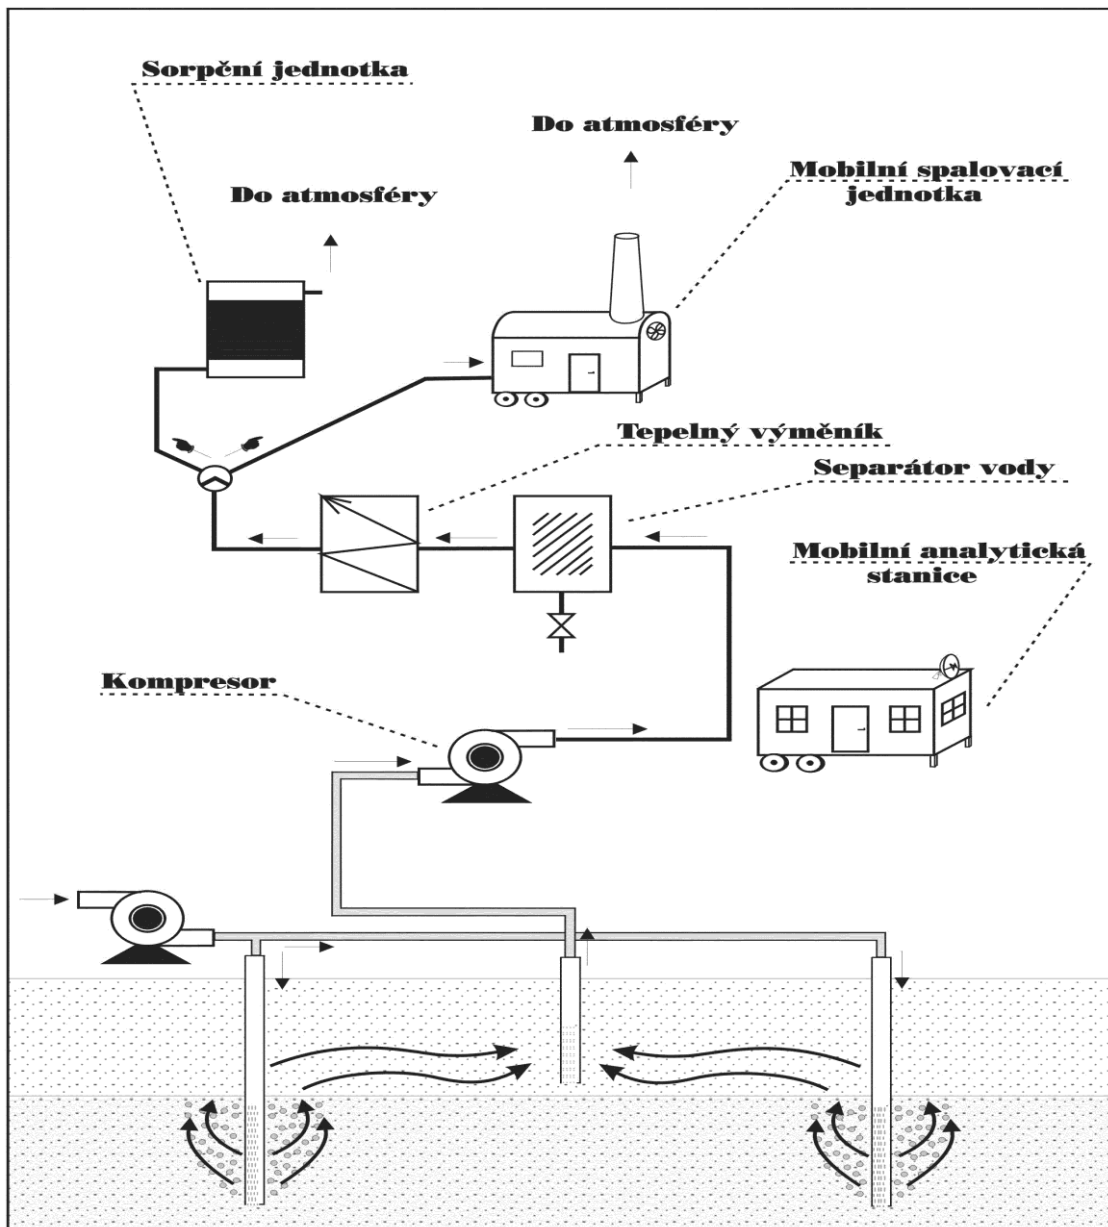 Sorpční jednotka
Do atmosféry
Do atmosféry
Mobilní spalovací
jednotka
Tepelný výměník
Separátor vody
Mobilní analytická
stanice
Kompresor